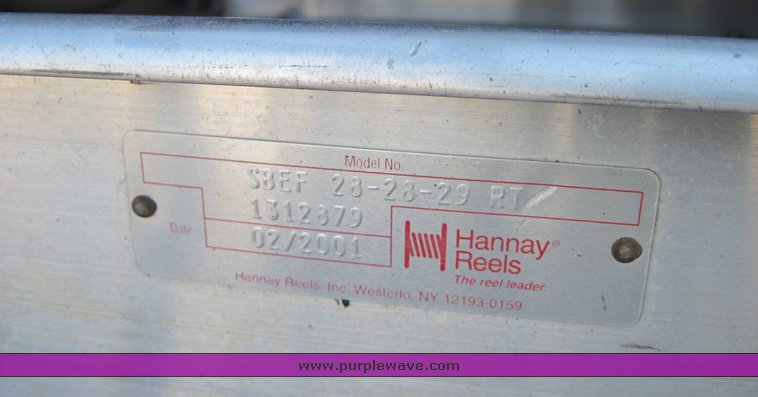 Model No.
SBEF 28-28-29 RT
1312879
Date 02/2001
Hannay®
Reels
The reel leader.
Hannay Reels, Inc. Westerlo, NY 12193-0159
www.purplewave.com